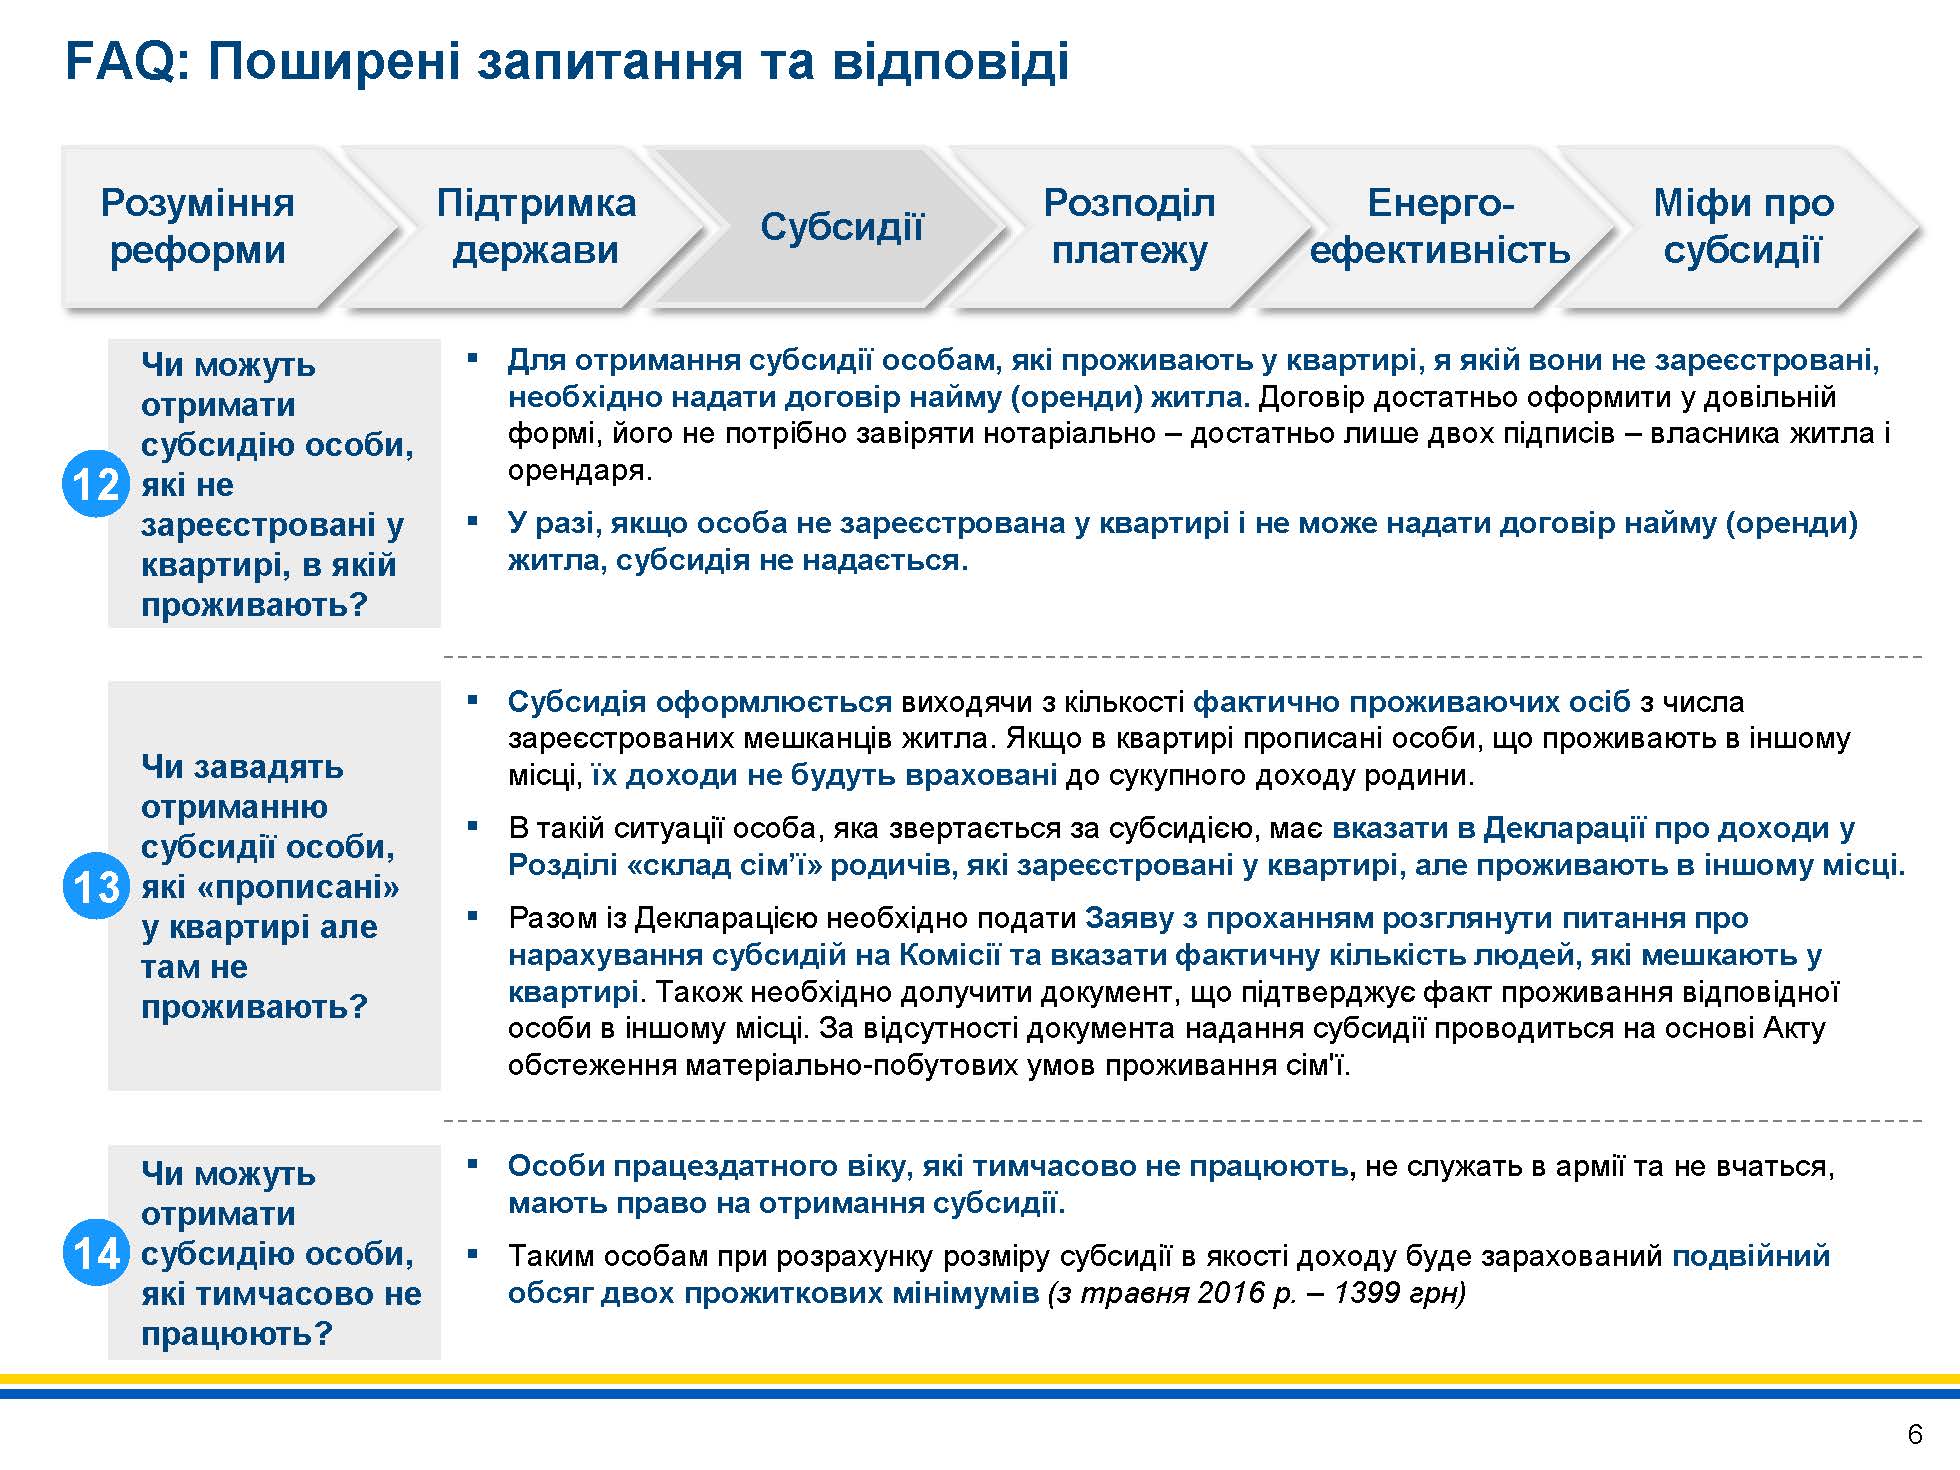 FAQ: Поширені запитання та відповіді
Розуміння
реформи
Підтримка
держави
Субсидії
Розподіл
платежу
Енерго-
ефективність
Міфи про
субсидії
12
Чи можуть
отримати
субсидію особи,
які не
зареєстровані у
квартирі, в якій
проживають?
▪ Для отримання субсидії особам, які проживають у квартирі, я якій вони не зареєстровані,
необхідно надати договір найму (оренди) житла. Договір достатньо оформити у довільній
формі, його не потрібно завіряти нотаріально – достатньо лише двох підписів – власника житла і
орендаря.
▪ У разі, якщо особа не зареєстрована у квартирі і не може надати договір найму (оренди)
житла, субсидія не надається.
13
Чи завадять
отриманню
субсидії особи,
які «прописані»
у квартирі але
там не
проживають?
▪ Субсидія оформлюється виходячи з кількості фактично проживаючих осіб з числа
зареєстрованих мешканців житла. Якщо в квартирі прописані особи, що проживають в іншому
місці, їх доходи не будуть враховані до сукупного доходу родини.
▪ В такій ситуації особа, яка звертається за субсидією, має вказати в Декларації про доходи у
Розділі «склад сім’ї» родичів, які зареєстровані у квартирі, але проживають в іншому місці.
▪ Разом із Декларацією необхідно подати Заяву з проханням розглянути питання про
нарахування субсидій на Комісії та вказати фактичну кількість людей, які мешкають у
квартирі. Також необхідно долучити документ, що підтверджує факт проживання відповідної
особи в іншому місці. За відсутності документа надання субсидії проводиться на основі Акту
обстеження матеріально-побутових умов проживання сім'ї.
14
Чи можуть
отримати
субсидію особи,
які тимчасово не
працюють?
▪ Особи працездатного віку, які тимчасово не працюють, не служать в армії та не вчаться,
мають право на отримання субсидії.
▪ Таким особам при розрахунку розміру субсидії в якості доходу буде зарахований подвійний
обсяг двох прожиткових мінімумів (з травня 2016 р. – 1399 грн)
6